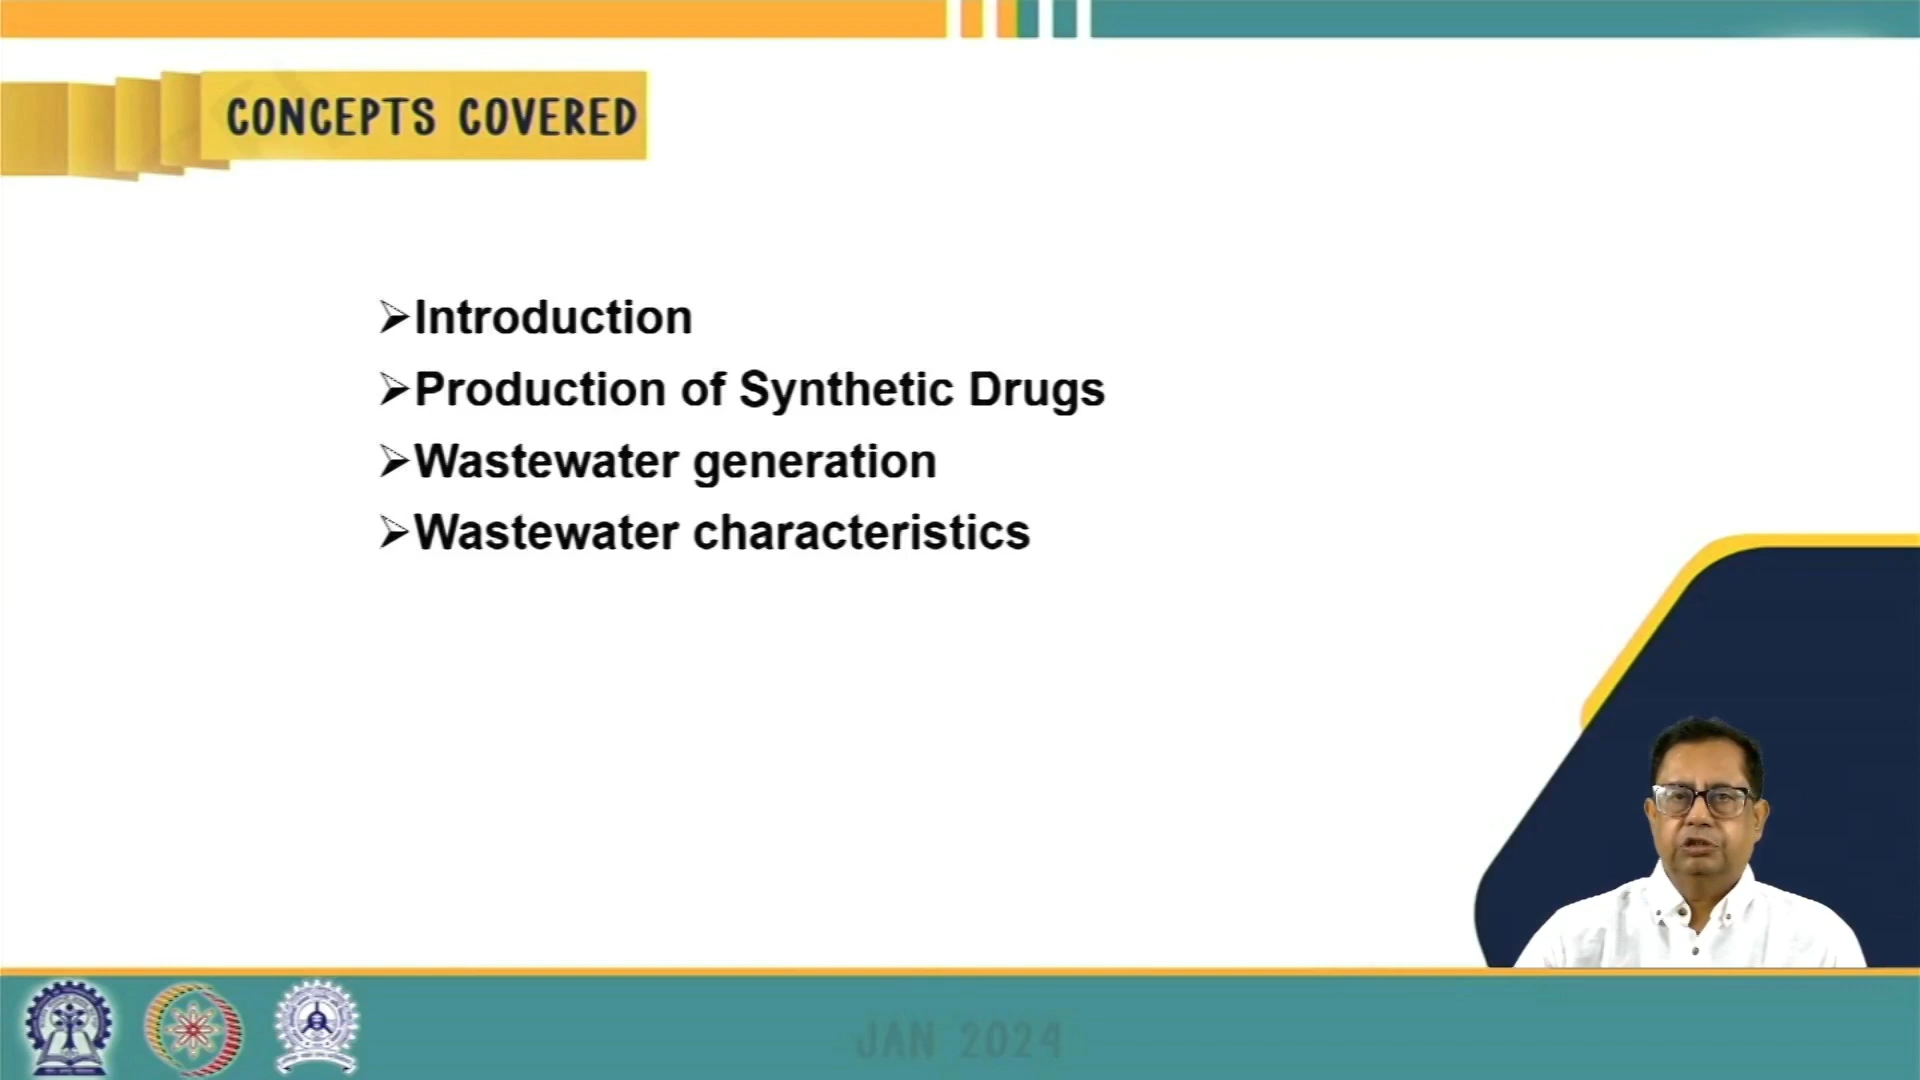 CONCEPTS COVERED
➢Introduction
➢Production of Synthetic Drugs
➢Wastewater generation
➢Wastewater characteristics
JAN 2024